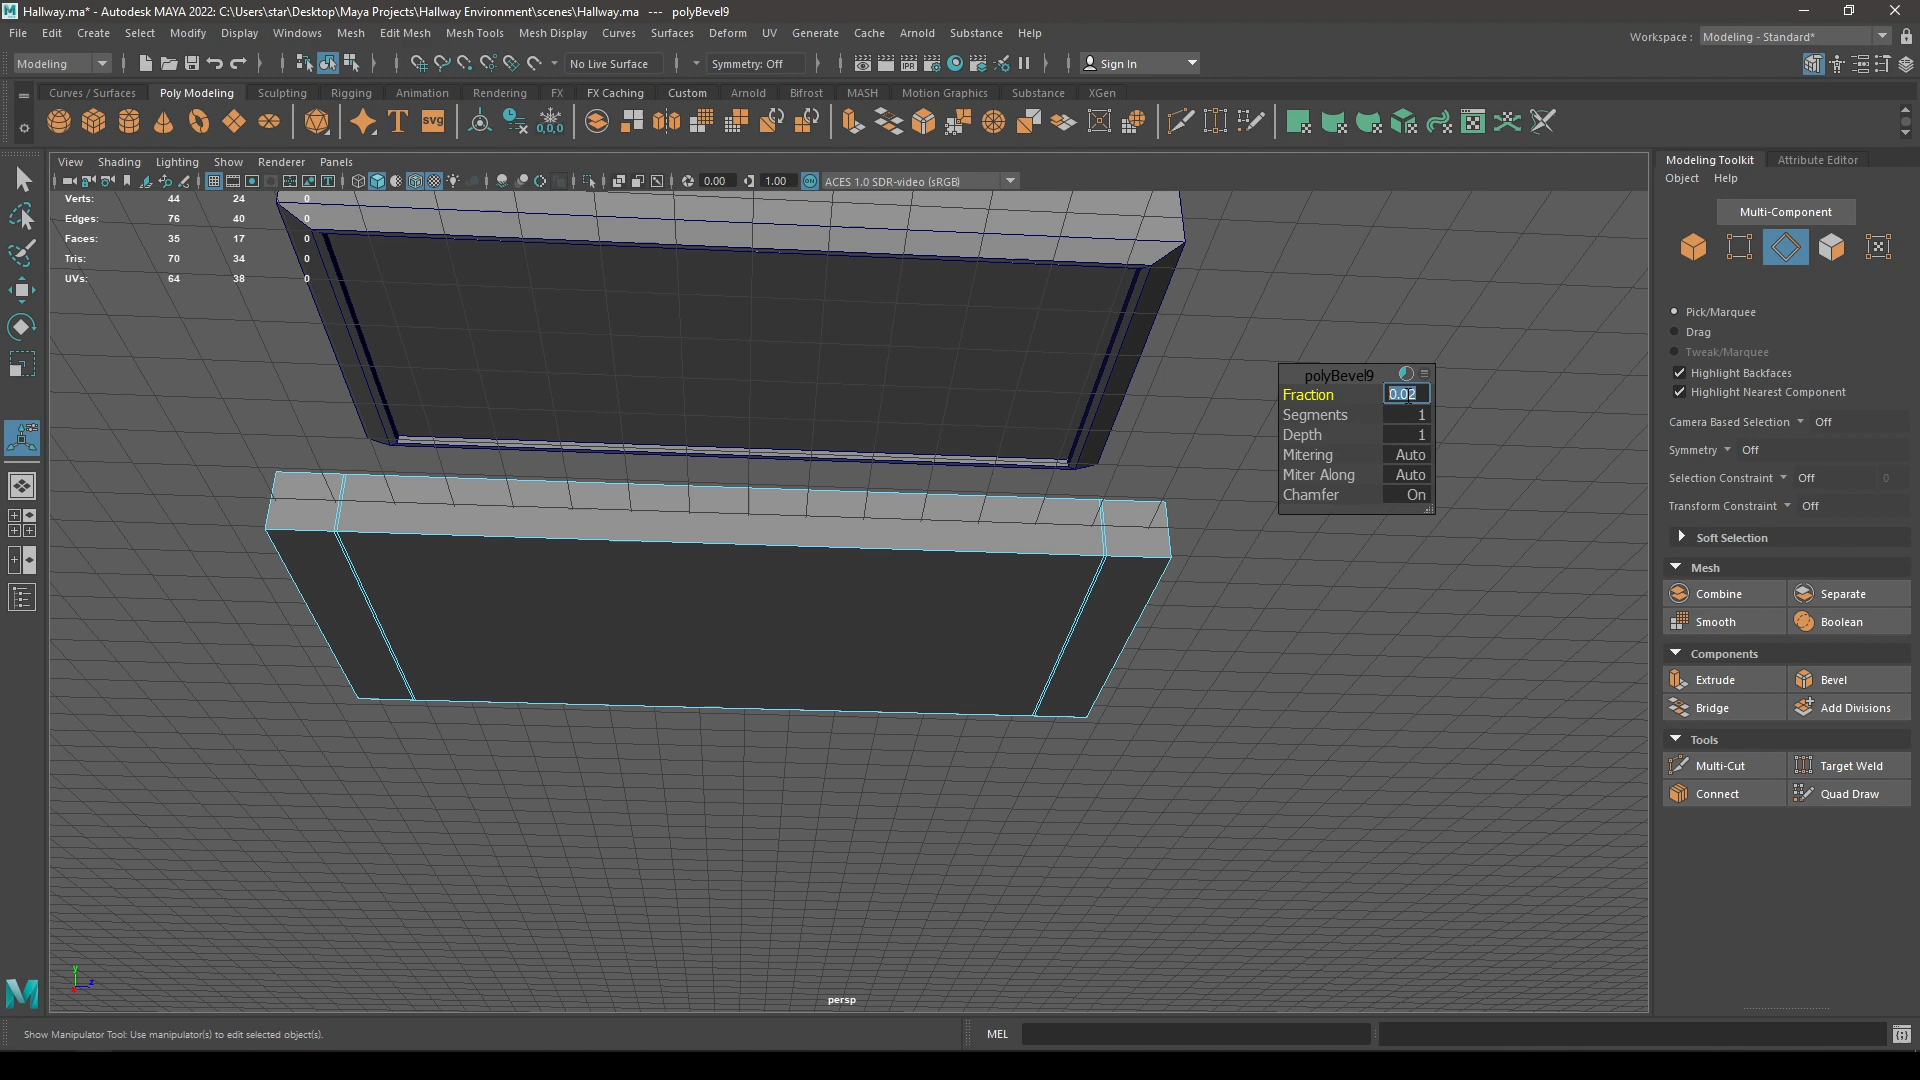 Hallway.ma* - Autodesk MAYA 2022: C:\Users\star\Desktop\Maya Projects\Hallway Environment\scenes\Hallway.ma --- polyBevel9
File Edit Create Select Modify Display Windows Mesh Edit Mesh Mesh Tools Mesh Display Curves Surfaces Deform UV Generate Cache Arnold Substance Help
Workspace : Modeling - Standard*
Modeling No Live Surface Symmetry: Off IPR Sign In
Curves / Surfaces Poly Modeling Sculpting Rigging Animation Rendering FX FX Caching Custom Arnold Bifrost MASH Motion Graphics Substance XGen
T svg 0,0,0
View Shading Lighting Show Renderer Panels
0.00 1.00 ON ACES 1.0 SDR-video (sRGB)
Modeling Toolkit Attribute Editor
Object Help
Multi-Component
Verts: 44 24 0
Edges: 76 40 0
Faces: 35 17 0
Tris: 70 34 0
UVs: 64 38 0
polyBevel9
Fraction 0.02
Segments 1
Depth 1
Mitering Auto
Miter Along Auto
Chamfer On
Pick/Marquee
Drag
Tweak/Marquee
Highlight Backfaces
Highlight Nearest Component
Camera Based Selection Off
Symmetry Off
Selection Constraint Off 0
Transform Constraint Off
Soft Selection
Mesh
Combine Separate
Smooth Boolean
Components
Extrude Bevel
Bridge Add Divisions
Tools
Multi-Cut Target Weld
Connect Quad Draw
y
z
x
persp
M
Show Manipulator Tool: Use manipulator(s) to edit selected object(s).
MEL